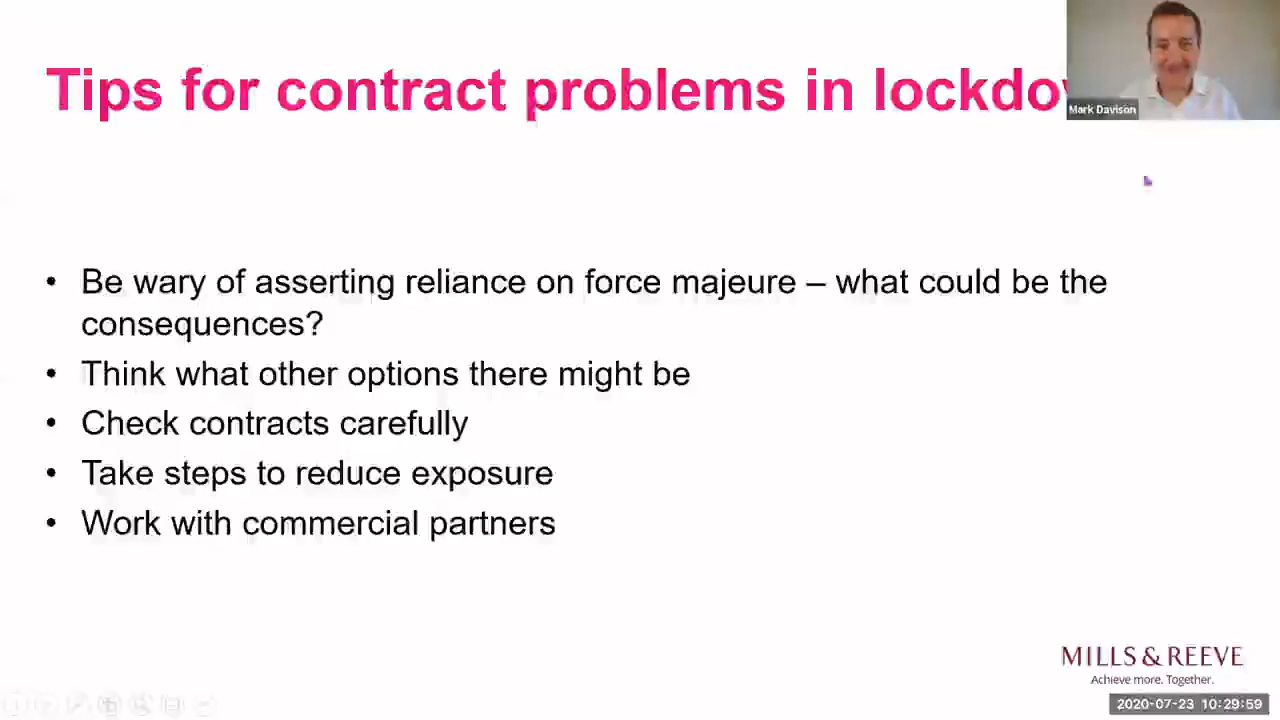 Tips for contract problems in lockdow
Mark Davison
• Be wary of asserting reliance on force majeure – what could be the
consequences?
• Think what other options there might be
• Check contracts carefully
• Take steps to reduce exposure
• Work with commercial partners
MILLS & REEVE
Achieve more. Together.
2020-07-23 10:29:59